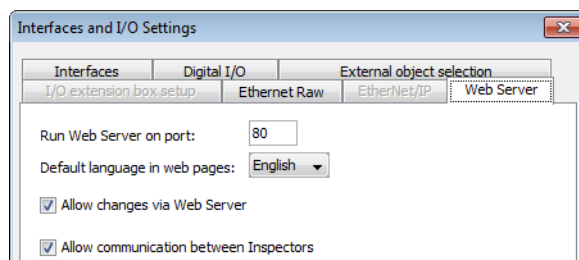 Interfaces and I/O Settings
Interfaces Digital I/O External object selection
I/O extension box setup Ethernet Raw EtherNet/IP Web Server
Run Web Server on port: 80
Default language in web pages: English
Allow changes via Web Server
Allow communication between Inspectors